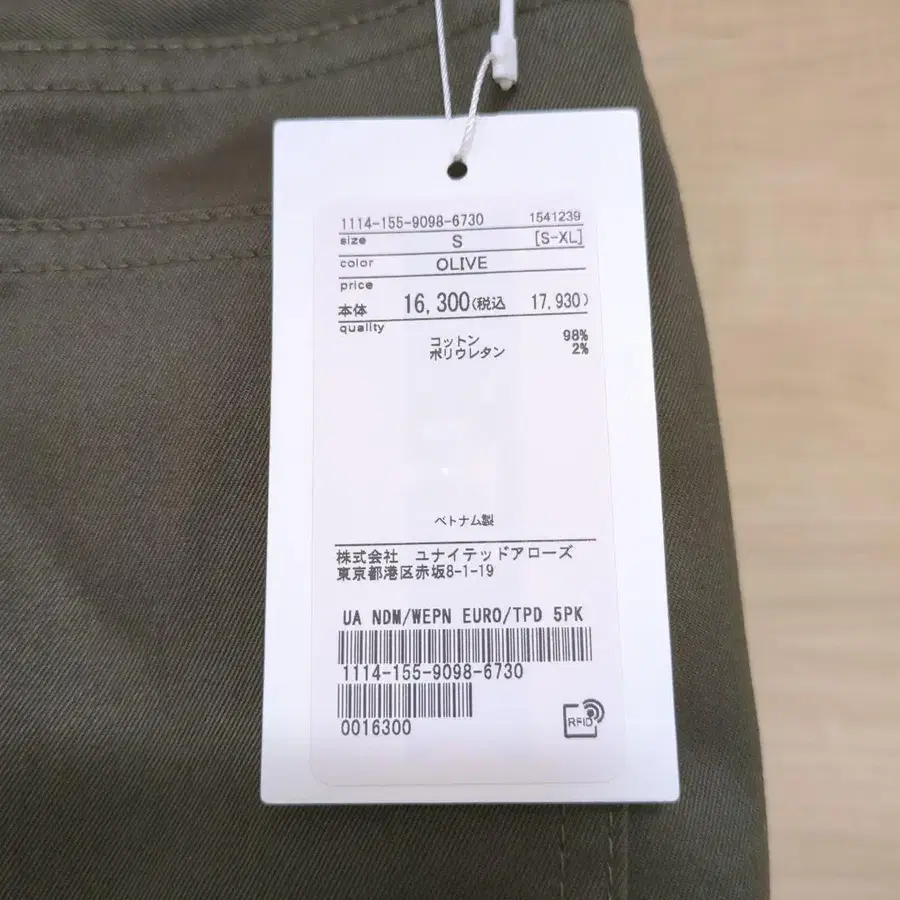 1114-155-9098-6730 1541239
size S [S-XL]
color OLIVE
price
本体 16,300(税込 17,930)
quality
コットン 98%
ポリウレタン 2%
ベトナム製
株式会社 ユナイテッドアローズ
東京都港区赤坂8-1-19
UA NDM/WEPN EURO/TPD 5PK
1114-155-9098-6730
0016300
RFID